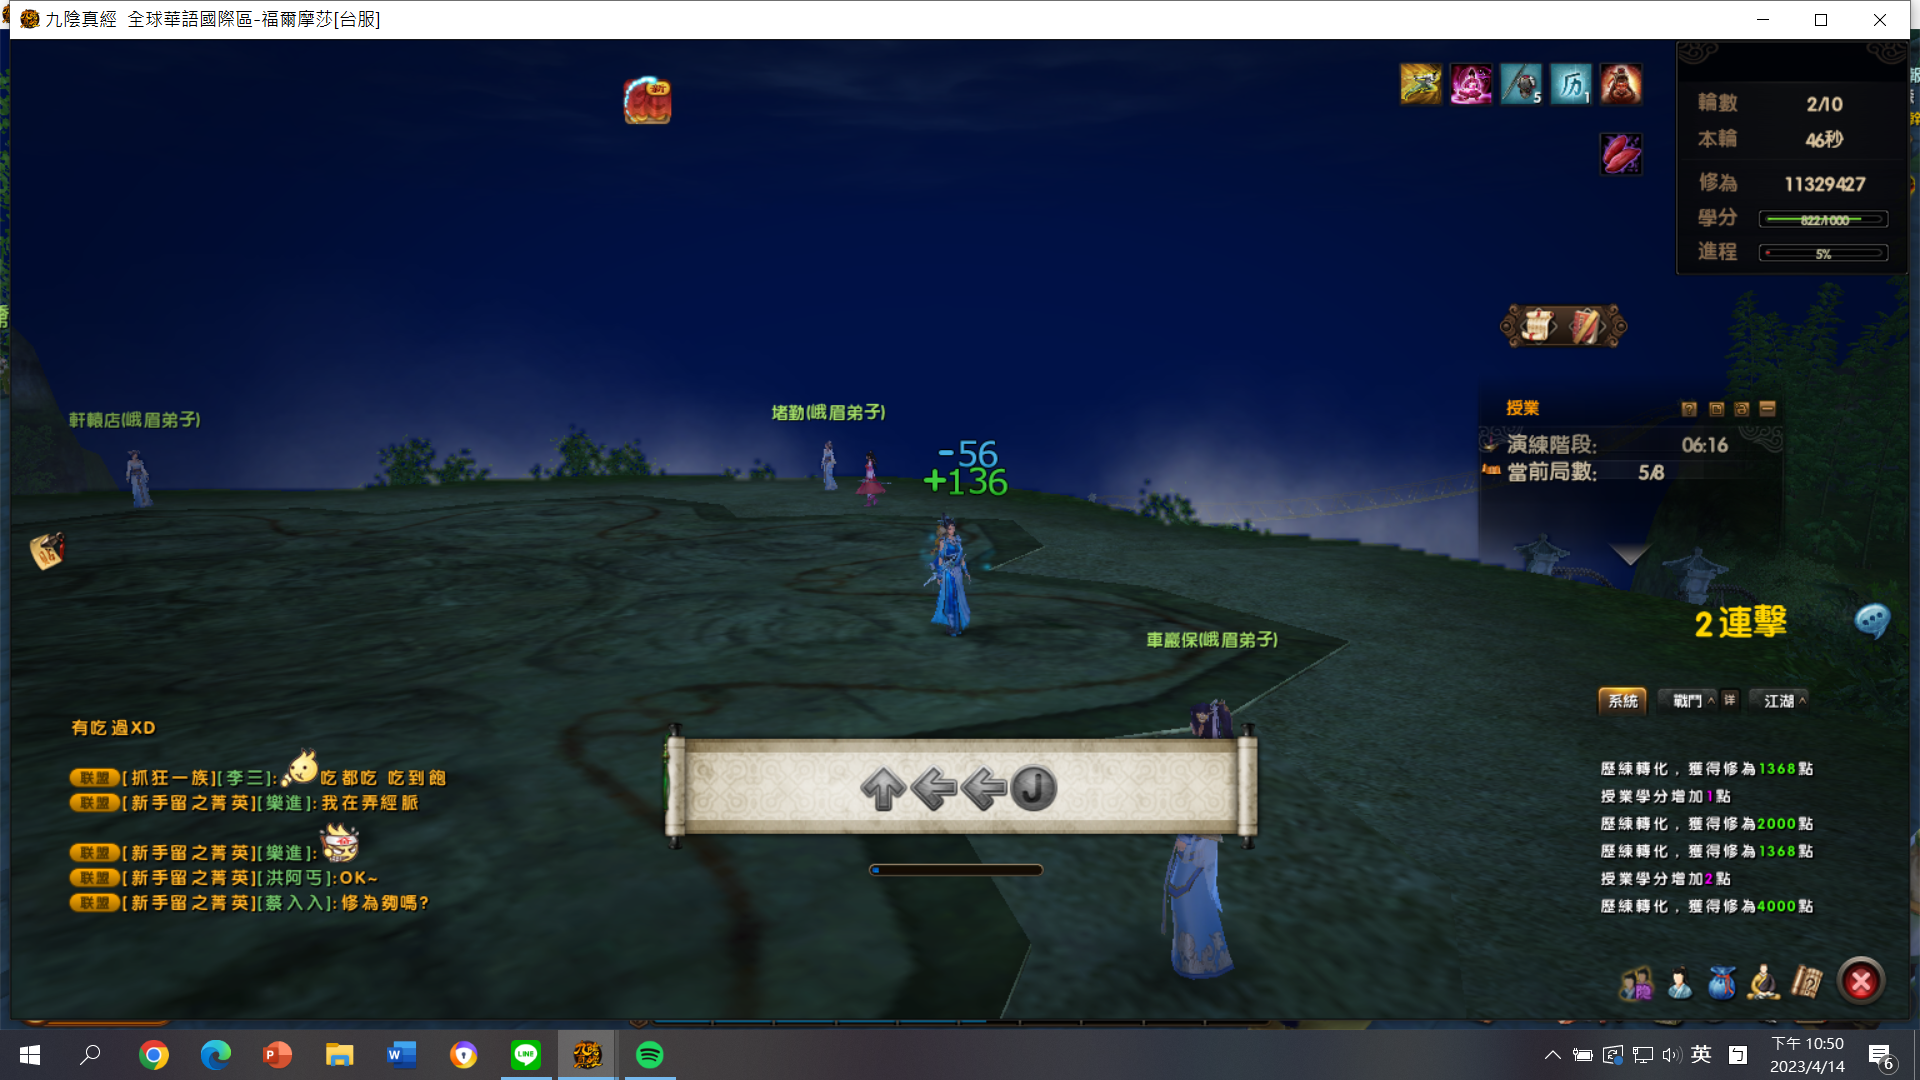 九陰真經 全球華語國際區-福爾摩莎[台服]
新
5
历
1
輪數 2/10
本輪 46秒
修為 11329427
學分 822/1000
進程 5%
授業
演練階段: 06:16
當前局數: 5/8
軒轅店(峨眉弟子)
堵勤(峨眉弟子)
-56
+136
車巖保(峨眉弟子)
2連擊
系統 戰鬥 詳 江湖
有吃過XD
联盟 [抓狂一族][李三]: 吃都吃 吃到飽
联盟 [新手留之菁英][樂進]:我在弄經脈
联盟 [新手留之菁英][樂進]:
联盟 [新手留之菁英][洪阿丐]:OK~
联盟 [新手留之菁英][蔡入入]:修為夠嗎?
J
歷練轉化，獲得修為1368點
授業學分增加1點
歷練轉化，獲得修為2000點
歷練轉化，獲得修為1368點
授業學分增加2點
歷練轉化，獲得修為4000點
LINE
英
下午 10:50
2023/4/14
6